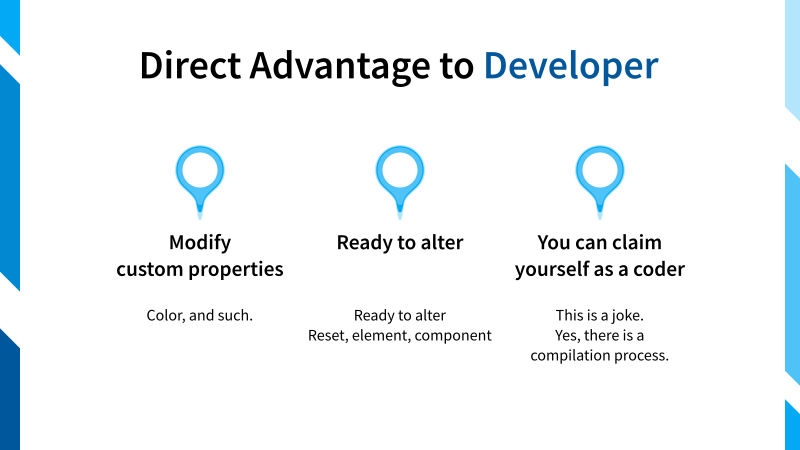 Direct Advantage to Developer
Modify
custom properties
Color, and such.
Ready to alter
Ready to alter
Reset, element, component
You can claim
yourself as a coder
This is a joke.
Yes, there is a
compilation process.